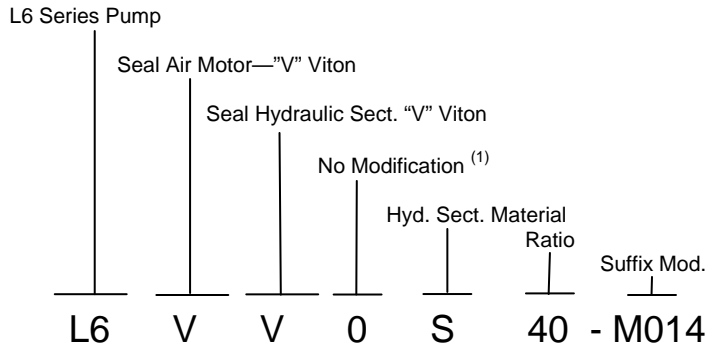 L6 Series Pump
Seal Air Motor—”V” Viton
Seal Hydraulic Sect. “V” Viton
No Modification (1)
Hyd. Sect. Material
Ratio
Suffix Mod.
L6 V V 0 S 40 - M014